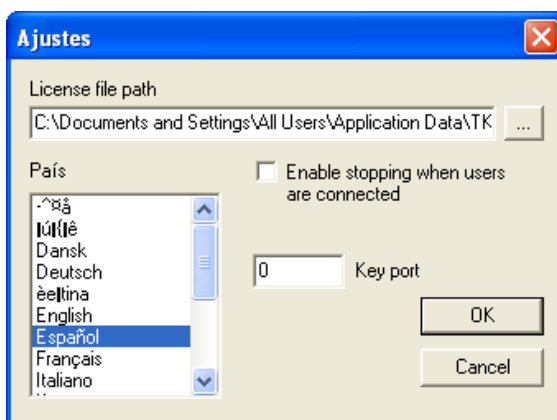 Ajustes
License file path
C:\Documents and Settings\All Users\Application Data\TK
...
País
Enable stopping when users
are connected
-^¤å
Dansk
Deutsch
èeština
English
Español
Français
Italiano
0
Key port
OK
Cancel